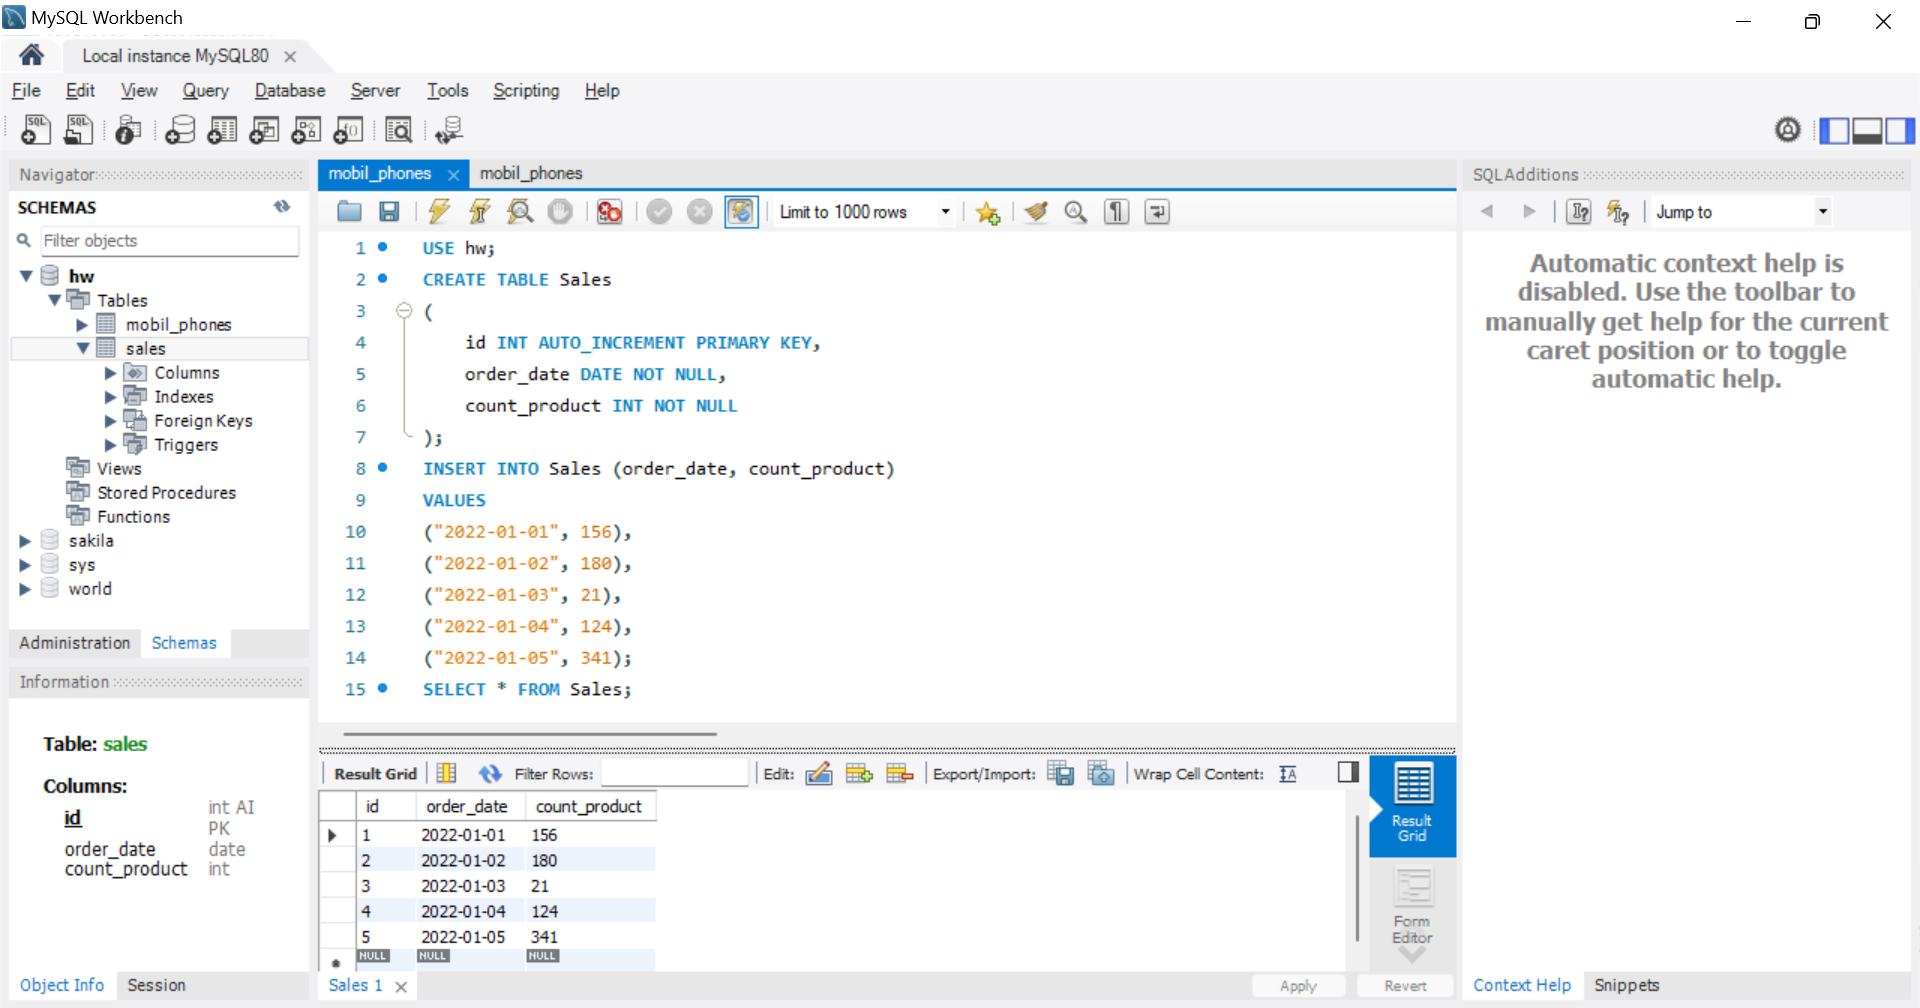 MySQL Workbench
Local instance MySQL80
File Edit View Query Database Server Tools Scripting Help
Navigator
SCHEMAS
Filter objects
hw
Tables
mobil_phones
sales
Columns
Indexes
Foreign Keys
Triggers
Views
Stored Procedures
Functions
sakila
sys
world
Administration Schemas
Information
Table: sales
Columns:
id int AI PK
order_date date
count_product int
Object Info Session
mobil_phones mobil_phones
Limit to 1000 rows
1 USE hw;
2 CREATE TABLE Sales
3 (
4 id INT AUTO_INCREMENT PRIMARY KEY,
5 order_date DATE NOT NULL,
6 count_product INT NOT NULL
7 );
8 INSERT INTO Sales (order_date, count_product)
9 VALUES
10 ("2022-01-01", 156),
11 ("2022-01-02", 180),
12 ("2022-01-03", 21),
13 ("2022-01-04", 124),
14 ("2022-01-05", 341);
15 SELECT * FROM Sales;
Result Grid Filter Rows: Edit: Export/Import: Wrap Cell Content:
id order_date count_product
1 2022-01-01 156
2 2022-01-02 180
3 2022-01-03 21
4 2022-01-04 124
5 2022-01-05 341
NULL NULL NULL
Result
Grid
Form
Editor
Sales 1 Apply Revert
SQLAdditions
Jump to
Automatic context help is
disabled. Use the toolbar to
manually get help for the current
caret position or to toggle
automatic help.
Context Help Snippets